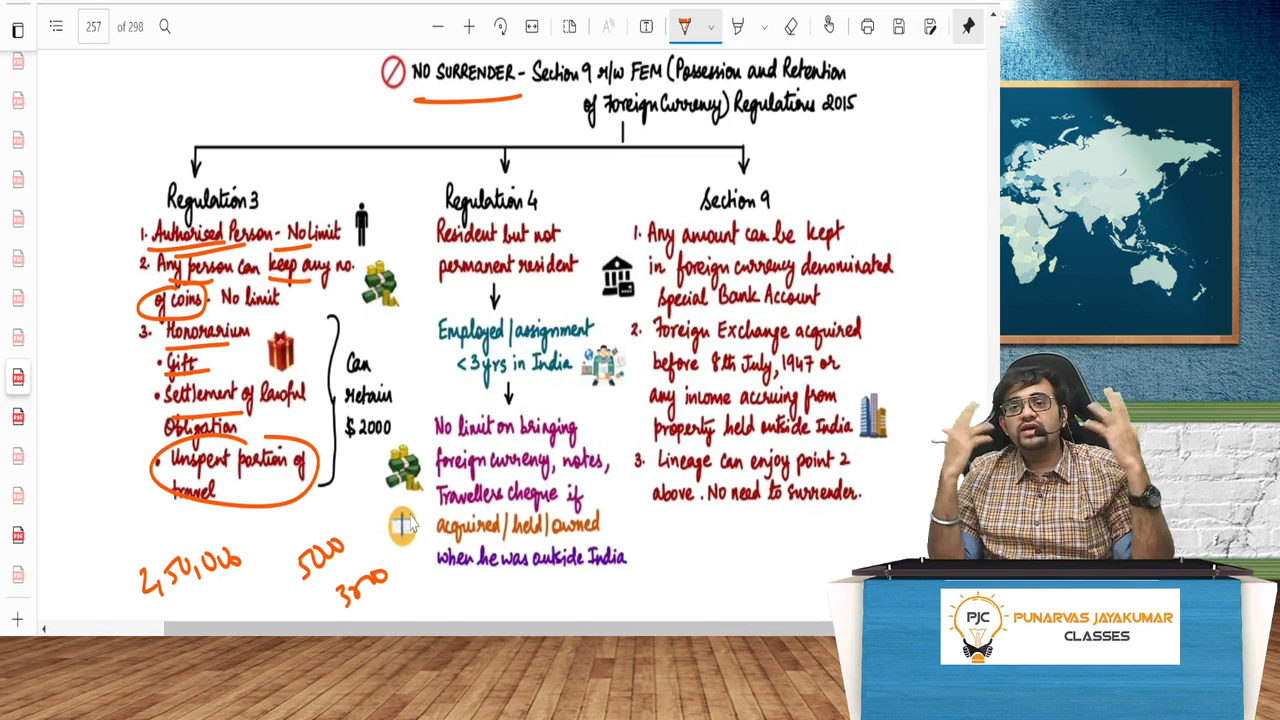 257 of 298
NO SURRENDER - Section 9 r/w FEM (Possession and Retention
of Foreign Currency) Regulations 2015
Regulation 3
1. Authorised Person - No Limit
2. Any person can keep any no.
of coins - No limit
3. Honorarium
• Gift
• Settlement of lawful
Obligation
• Unspent portion of
travel
Can
retain
$ 2000
2,50,000
5000
3000
Regulation 4
Resident but not
permanent resident
Employed/assignment
<3yrs in India
No limit on bringing
foreign currency, notes,
Travellers cheque if
acquired/held/owned
when he was outside India
Section 9
1. Any amount can be kept
in foreign currency denominated
Special Bank Account
2. Foreign Exchange acquired
before 8th July, 1947 or
any income accruing from
property held outside India
3. Lineage can enjoy point 2
above. No need to surrender.
PJC
PUNARVAS JAYAKUMAR
CLASSES